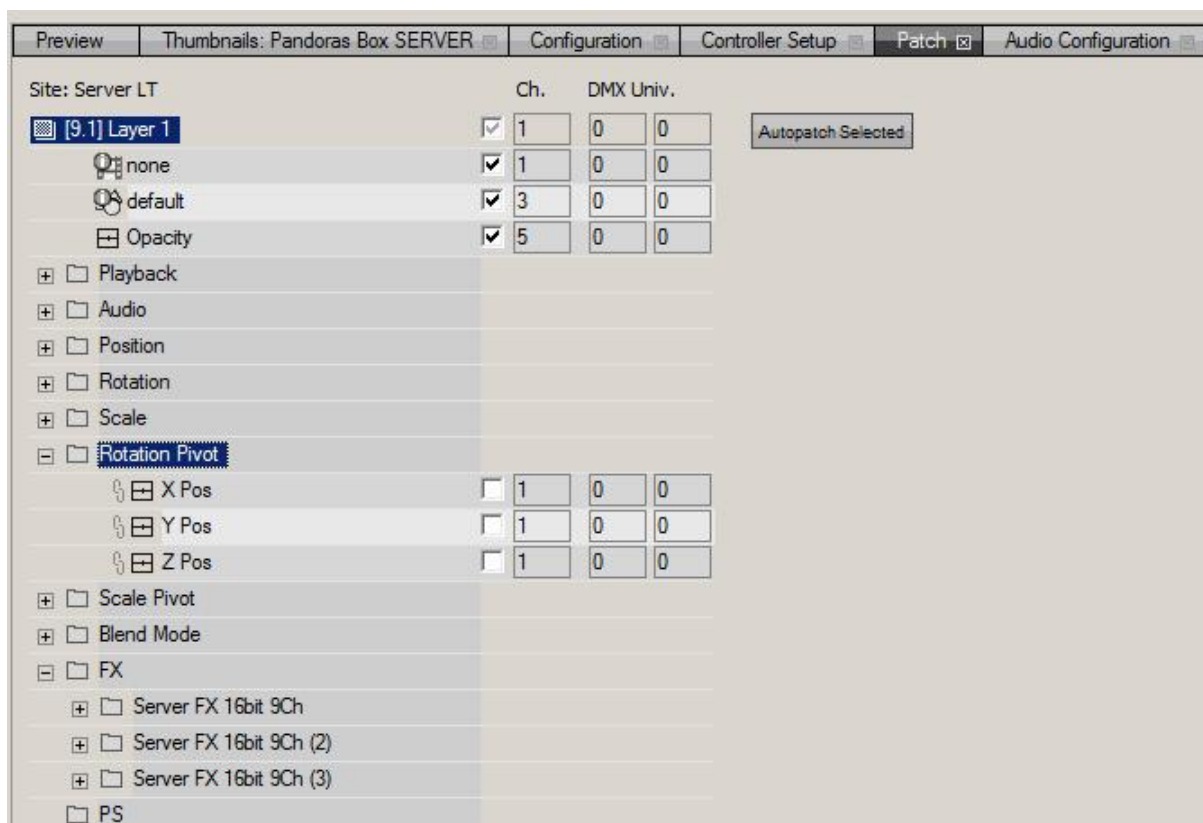 Preview Thumbnails: Pandoras Box SERVER Configuration Controller Setup Patch Audio Configuration
Site: Server LT Ch. DMX Univ.
[9.1] Layer 1 1 0 0 Autopatch Selected
none 1 0 0
default 3 0 0
Opacity 5 0 0
Playback
Audio
Position
Rotation
Scale
Rotation Pivot
X Pos 1 0 0
Y Pos 1 0 0
Z Pos 1 0 0
Scale Pivot
Blend Mode
FX
Server FX 16bit 9Ch
Server FX 16bit 9Ch (2)
Server FX 16bit 9Ch (3)
PS